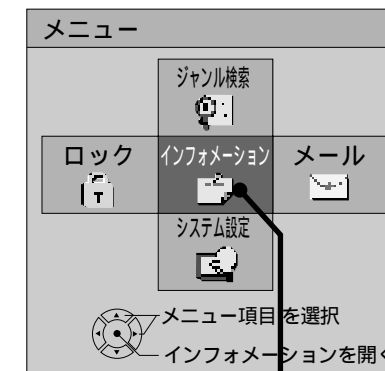 メニュー
ジャンル検索
ロック インフォメーション メール
T
システム設定
メニュー項目を選択
インフォメーションを開く